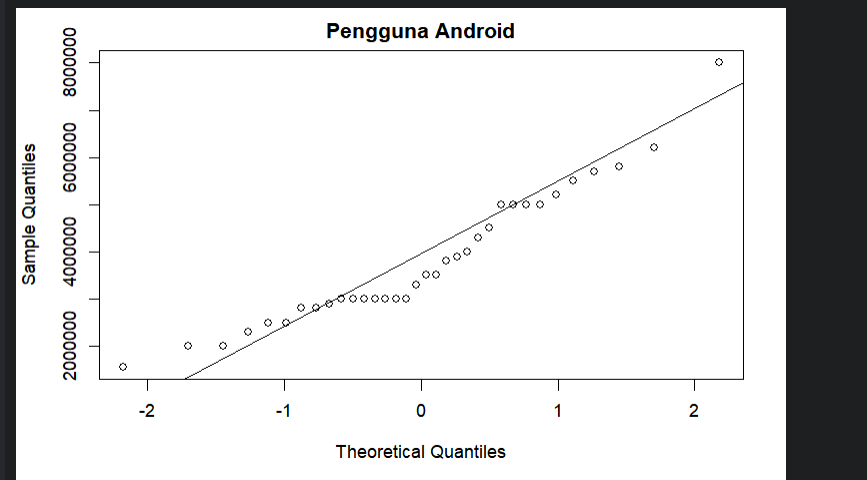 Pengguna Android
Sample Quantiles
8000000
6000000
4000000
2000000
-2 -1 0 1 2
Theoretical Quantiles